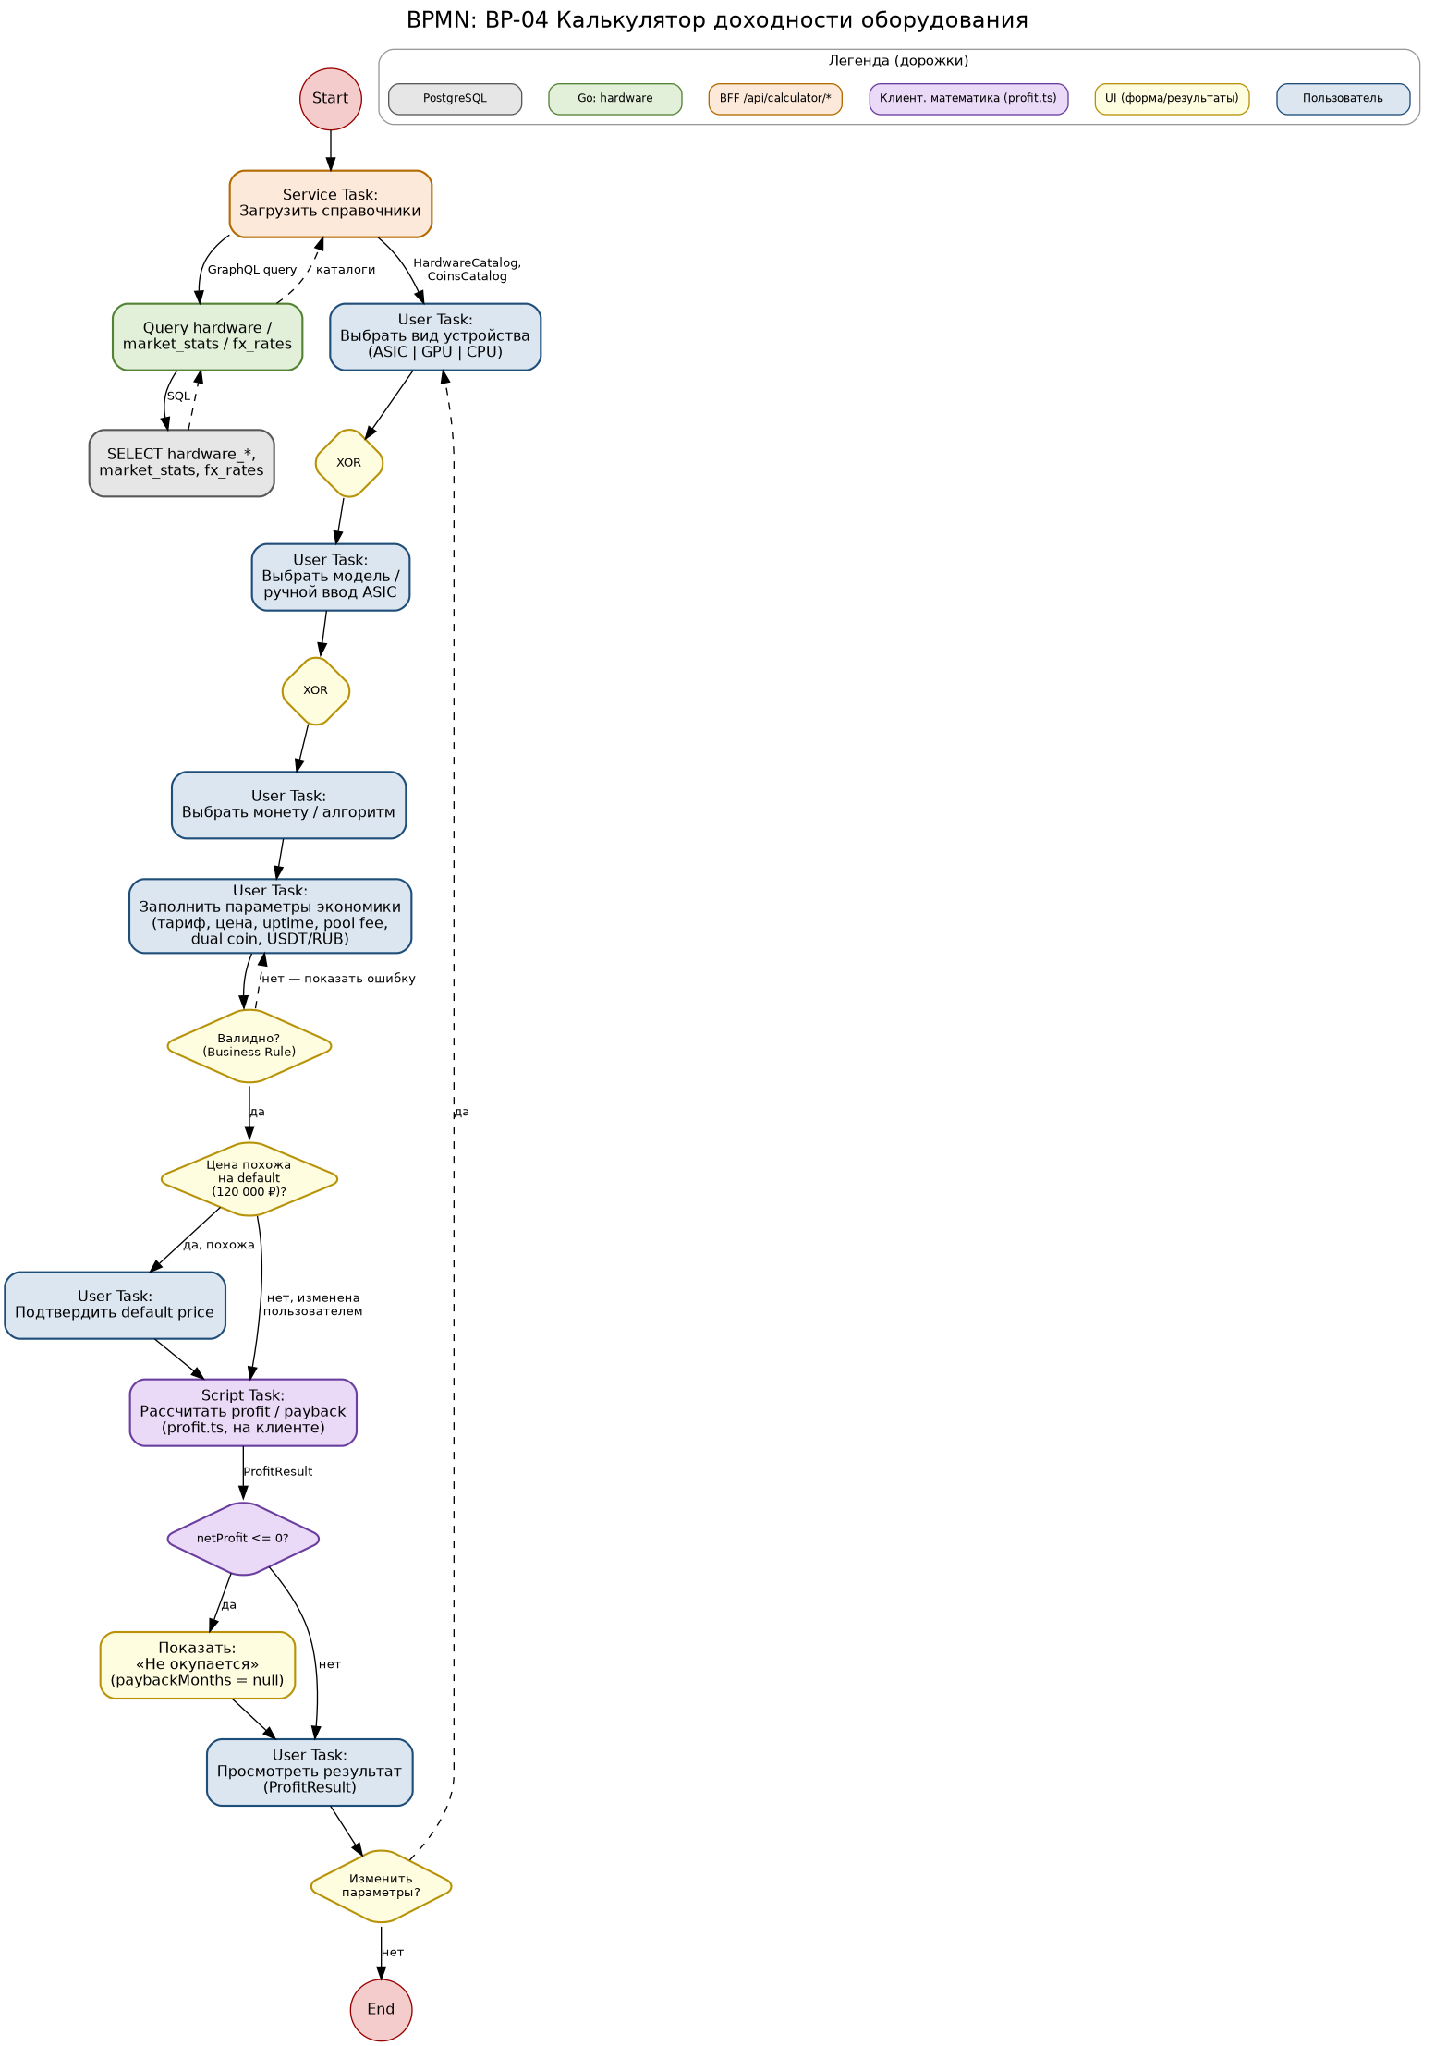 BPMN: BP-04 Калькулятор доходности оборудования
Легенда (дорожки)
PostgreSQL
Go: hardware
BFF /api/calculator/*
Клиент. математика (profit.ts)
UI (форма/результаты)
Пользователь
Start
Service Task:
Загрузить справочники
GraphQL query
каталоги
HardwareCatalog,
CoinsCatalog
Query hardware /
market_stats / fx_rates
User Task:
Выбрать вид устройства
(ASIC | GPU | CPU)
SQL
SELECT hardware_*,
market_stats, fx_rates
XOR
User Task:
Выбрать модель /
ручной ввод ASIC
XOR
User Task:
Выбрать монету / алгоритм
User Task:
Заполнить параметры экономики
(тариф, цена, uptime, pool fee,
dual coin, USDT/RUB)
нет — показать ошибку
Валидно?
(Business Rule)
да
да
Цена похожа
на default
(120 000 ₽)?
да, похожа
нет, изменена
пользователем
User Task:
Подтвердить default price
Script Task:
Рассчитать profit / payback
(profit.ts, на клиенте)
ProfitResult
netProfit <= 0?
да
нет
Показать:
«Не окупается»
(paybackMonths = null)
User Task:
Просмотреть результат
(ProfitResult)
Изменить
параметры?
нет
End